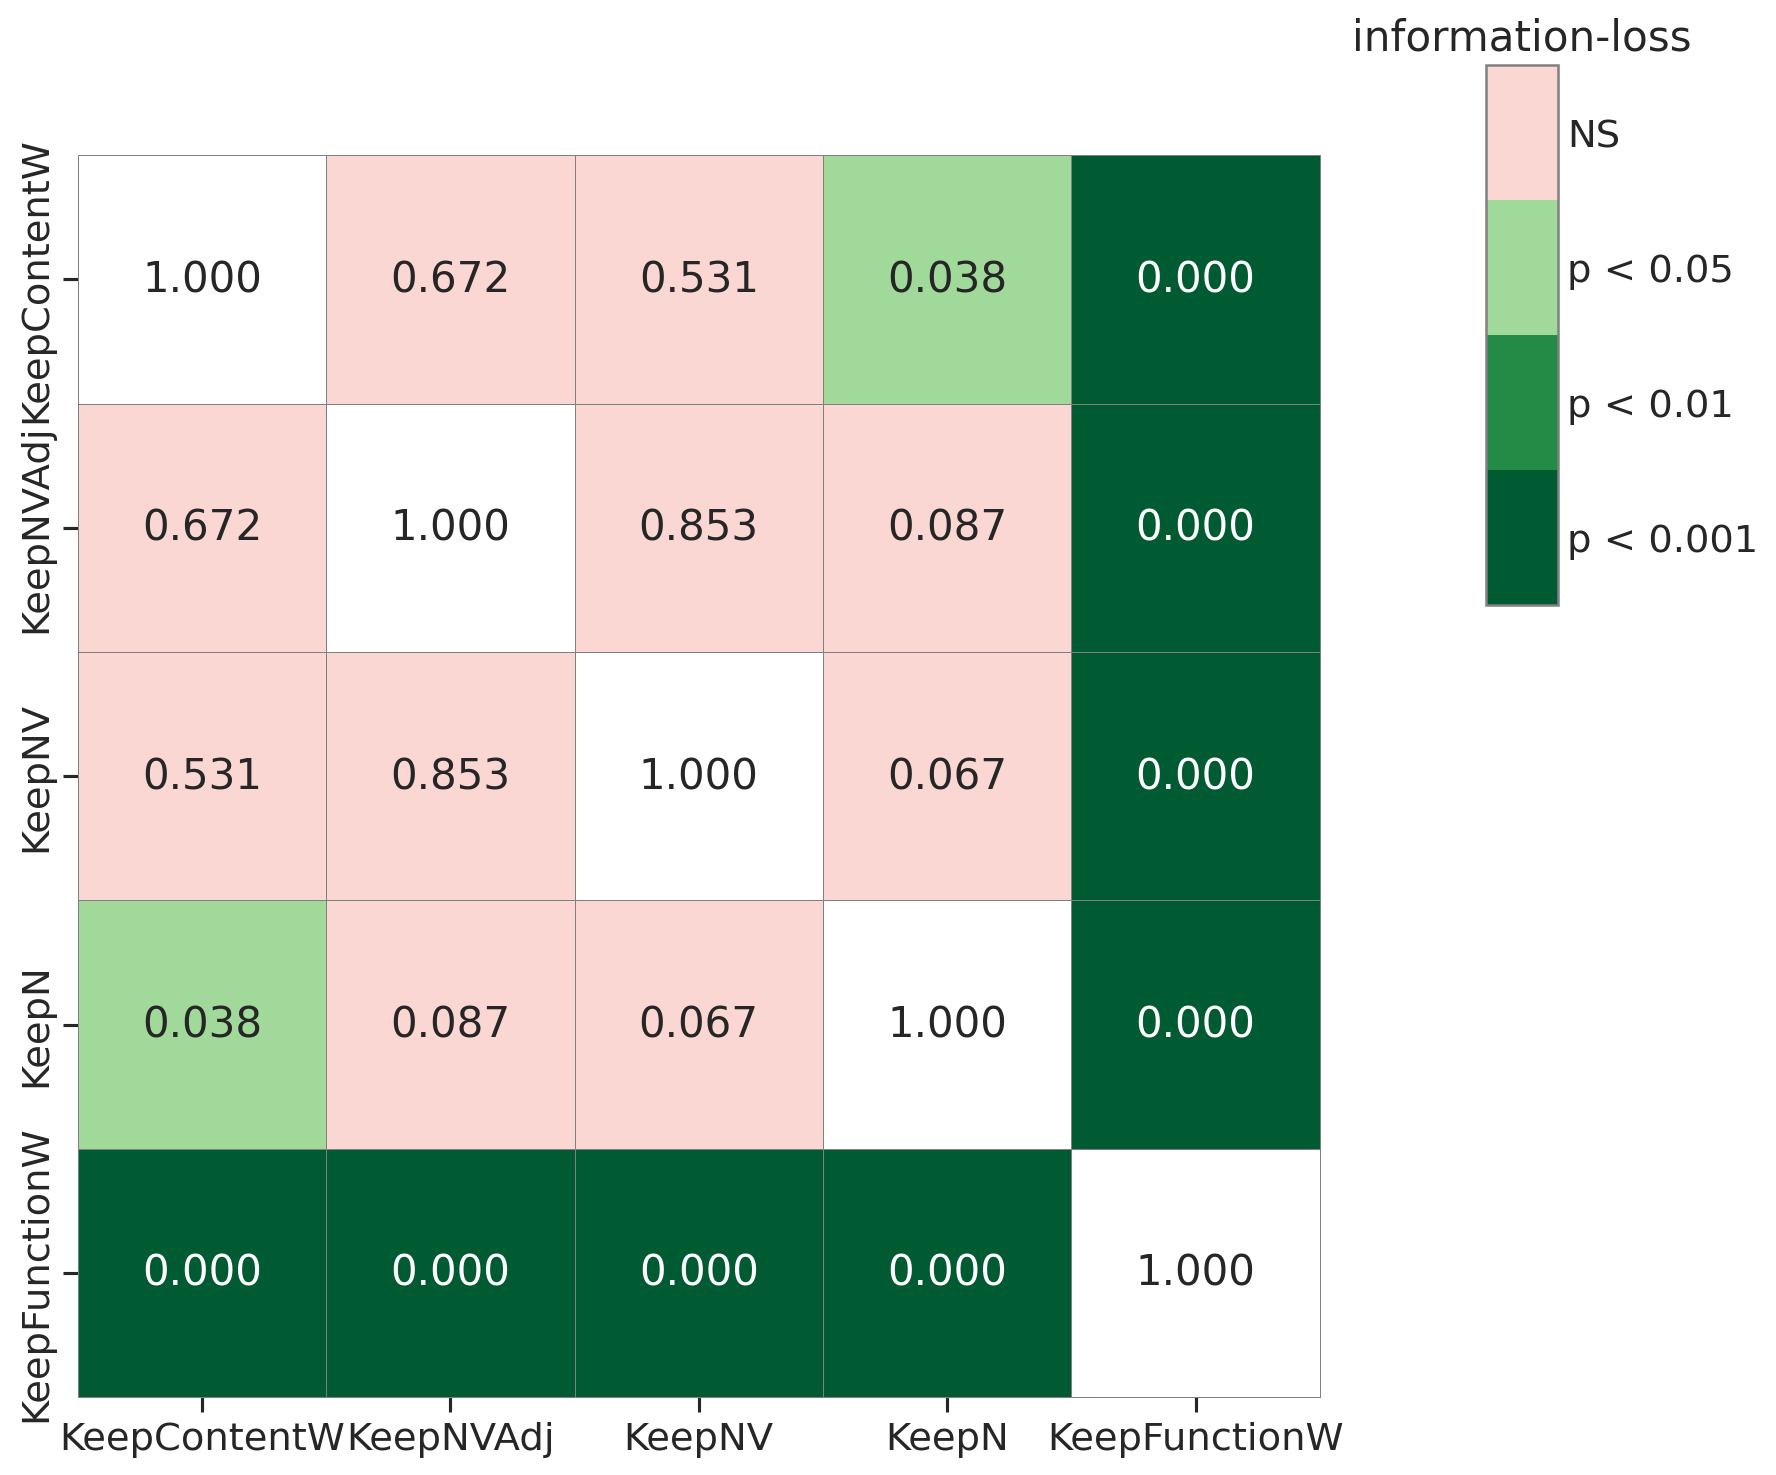 information-loss
NS
p < 0.05
p < 0.01
p < 0.001
KeepContentW
1.000 0.672 0.531 0.038 0.000
KeepNVAdj
0.672 1.000 0.853 0.087 0.000
KeepNV
0.531 0.853 1.000 0.067 0.000
KeepN
0.038 0.087 0.067 1.000 0.000
KeepFunctionW
0.000 0.000 0.000 0.000 1.000
KeepContentW KeepNVAdj KeepNV KeepN KeepFunctionW